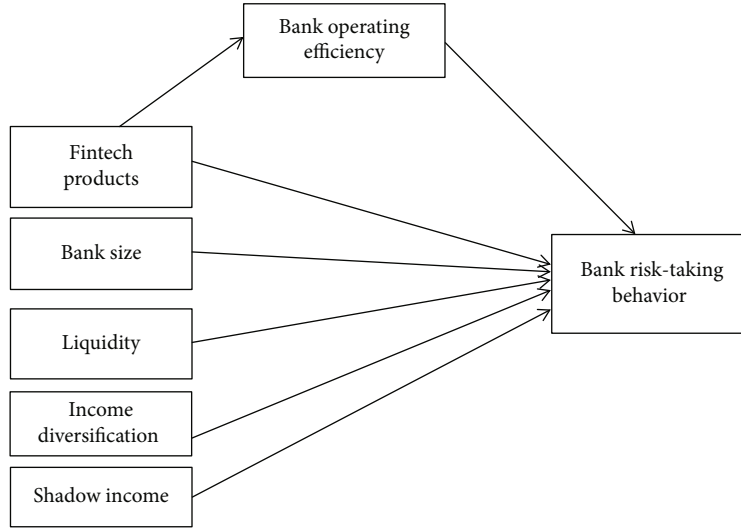 Bank operating
efficiency
Fintech
products
Bank size
Bank risk-taking
behavior
Liquidity
Income
diversification
Shadow income